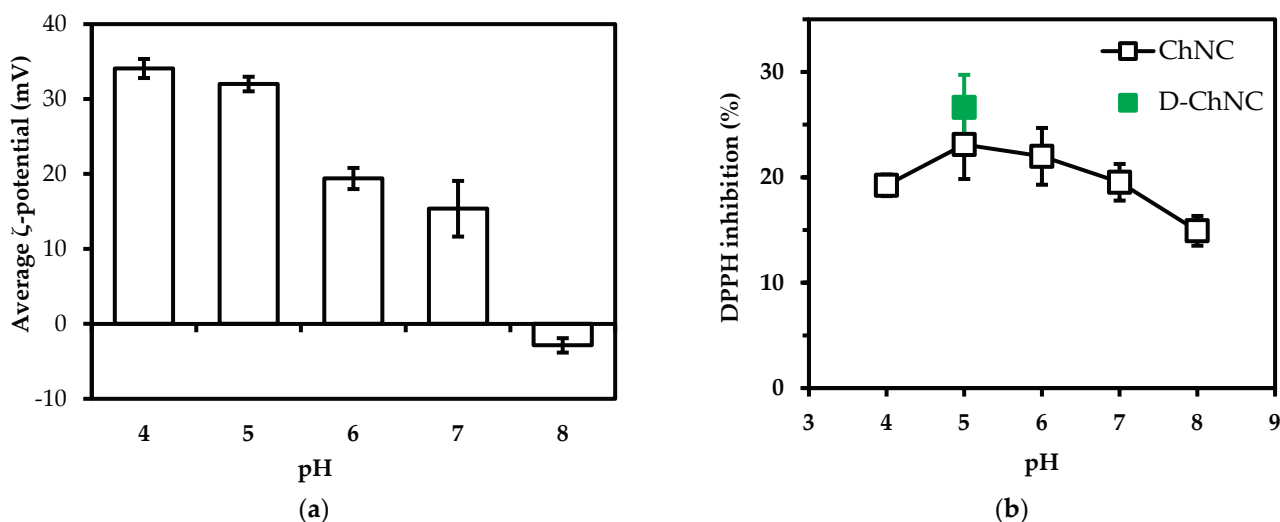 Average ζ-potential (mV)
40
30
20
10
0
-10
4 5 6 7 8
pH
(a)
DPPH inhibition (%)
30
20
10
0
ChNC
D-ChNC
3 4 5 6 7 8 9
pH
(b)